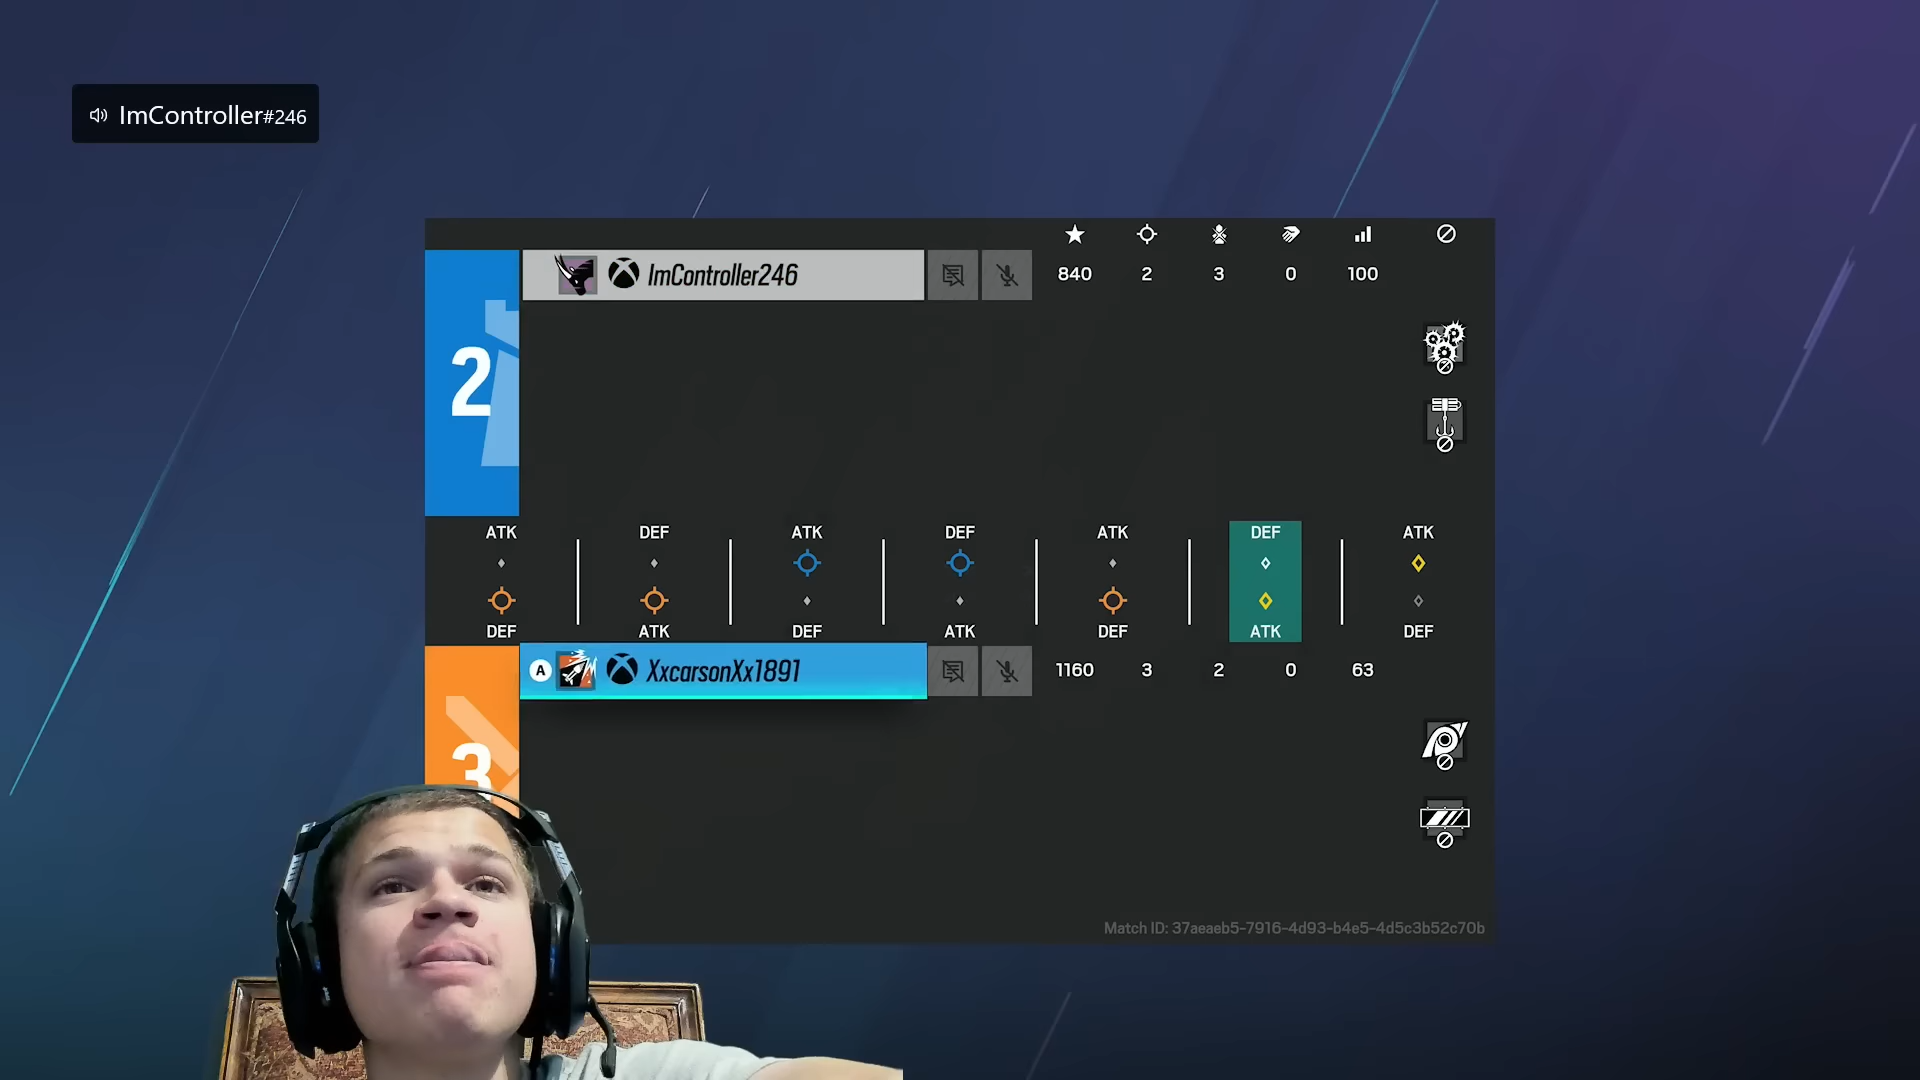 ImController#246
ImController246 840 2 3 0 100
2
ATK DEF ATK DEF ATK DEF ATK
DEF ATK DEF ATK DEF ATK DEF
A XxcarsonXx1891 1160 3 2 0 63
3
Match ID: 37aeaeb5-7916-4d93-b4e5-4d5c3b52c70b